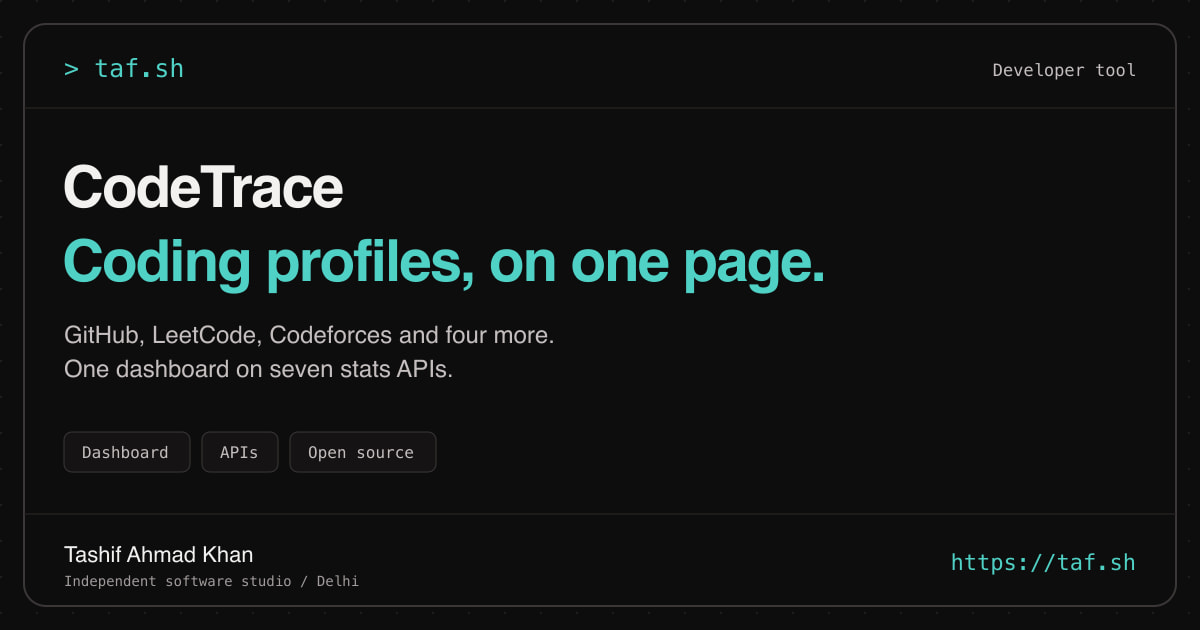 > taf.sh
Developer tool
CodeTrace
Coding profiles, on one page.
GitHub, LeetCode, Codeforces and four more.
One dashboard on seven stats APIs.
Dashboard
APIs
Open source
Tashif Ahmad Khan
Independent software studio / Delhi
https://taf.sh